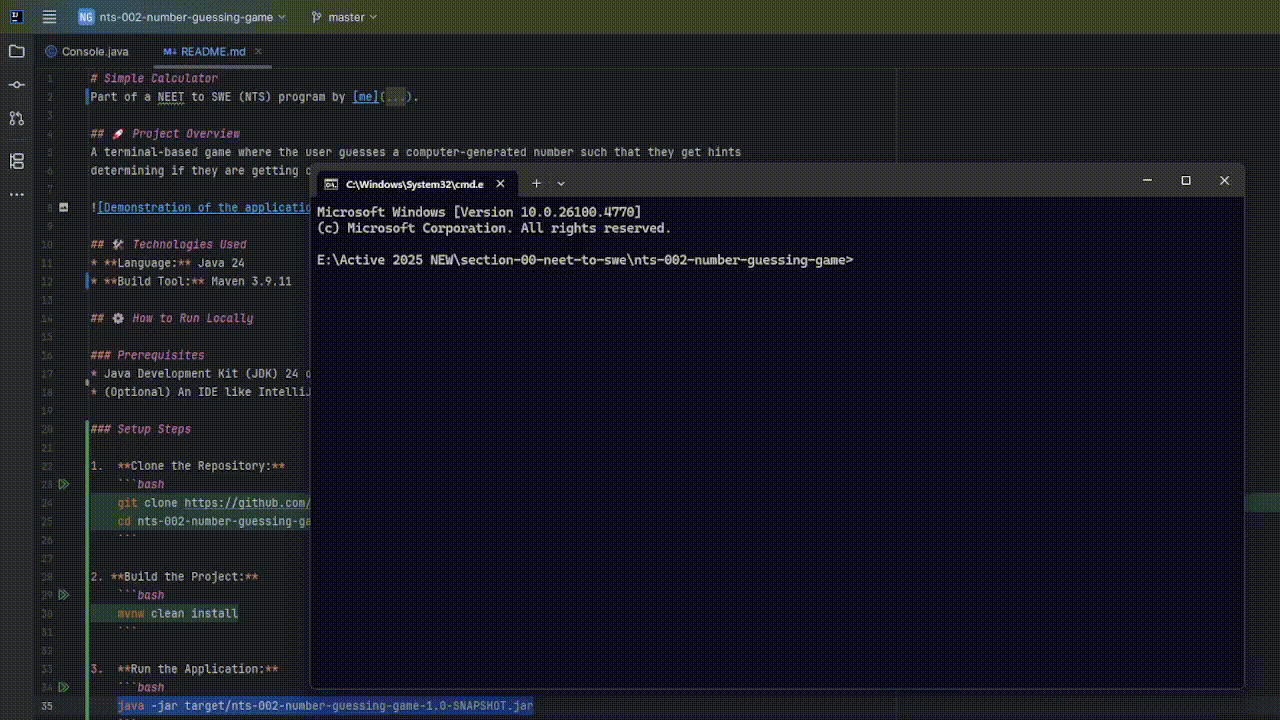 NG nts-002-number-guessing-game master
Console.java README.md
1 # Simple Calculator
2 Part of a NEET to SWE (NTS) program by [me](...).
3
4 ## 🚀 Project Overview
5 A terminal-based game where the user guesses a computer-generated number such that they get hints
6 determining if they are getting
7
8 ![Demonstration of the applicatio
9
10 ## 🛠 Technologies Used
11 * **Language:** Java 24
12 * **Build Tool:** Maven 3.9.11
13
14 ## ⚙ How to Run Locally
15
16 ### Prerequisites
17 * Java Development Kit (JDK) 24
18 * (Optional) An IDE like IntelliJ
19
20 ### Setup Steps
21
22 1. **Clone the Repository:**
23 ```bash
24 git clone https://github.com/
25 cd nts-002-number-guessing-ga
26 ```
27
28 2. **Build the Project:**
29 ```bash
30 mvnw clean install
31 ```
32
33 3. **Run the Application:**
34 ```bash
35 java -jar target/nts-002-number-guessing-game-1.0-SNAPSHOT.jar
C:\Windows\System32\cmd.e
Microsoft Windows [Version 10.0.26100.4770]
(c) Microsoft Corporation. All rights reserved.
E:\Active 2025 NEW\section-00-neet-to-swe\nts-002-number-guessing-game>